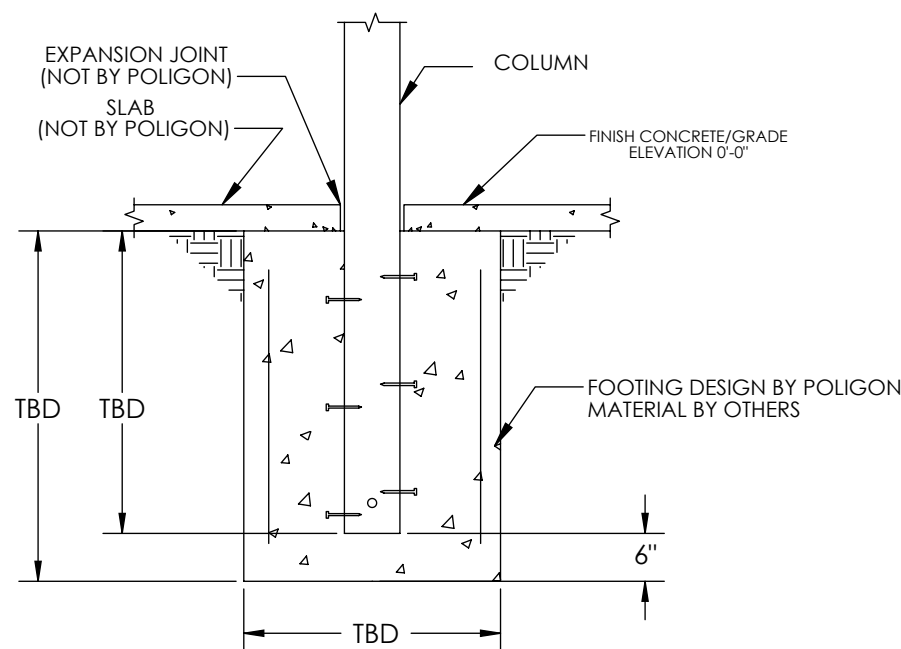 EXPANSION JOINT
(NOT BY POLIGON)
COLUMN
SLAB
(NOT BY POLIGON)
FINISH CONCRETE/GRADE
ELEVATION 0'-0"
TBD
TBD
FOOTING DESIGN BY POLIGON
MATERIAL BY OTHERS
6"
TBD